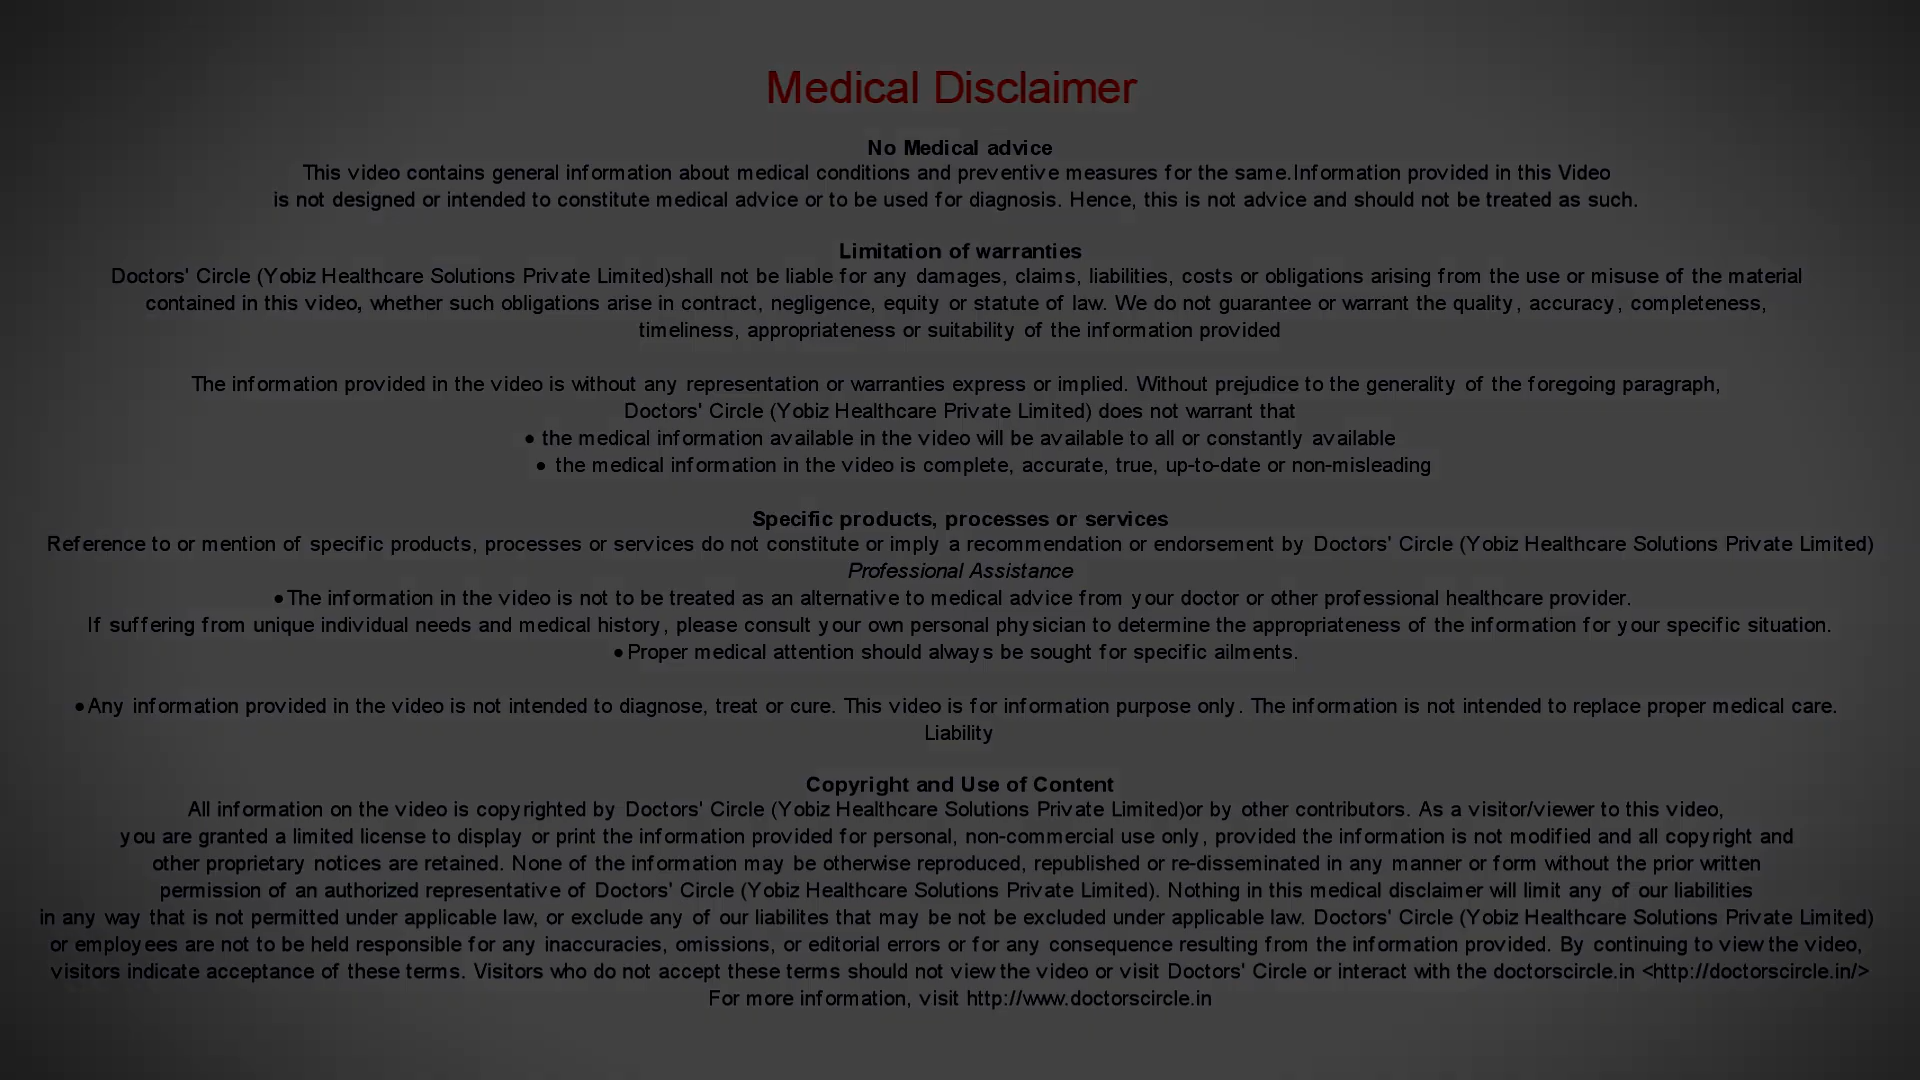 Medical Disclaimer
No Medical advice
This video contains general information about medical conditions and preventive measures for the same.Information provided in this Video
is not designed or intended to constitute medical advice or to be used for diagnosis. Hence, this is not advice and should not be treated as such.
Limitation of warranties
Doctors' Circle (Yobiz Healthcare Solutions Private Limited)shall not be liable for any damages, claims, liabilities, costs or obligations arising from the use or misuse of the material
contained in this video, whether such obligations arise in contract, negligence, equity or statute of law. We do not guarantee or warrant the quality, accuracy, completeness,
timeliness, appropriateness or suitability of the information provided
The information provided in the video is without any representation or warranties express or implied. Without prejudice to the generality of the foregoing paragraph,
Doctors' Circle (Yobiz Healthcare Private Limited) does not warrant that
● the medical information available in the video will be available to all or constantly available
● the medical information in the video is complete, accurate, true, up-to-date or non-misleading
Specific products, processes or services
Reference to or mention of specific products, processes or services do not constitute or imply a recommendation or endorsement by Doctors' Circle (Yobiz Healthcare Solutions Private Limited)
Professional Assistance
●The information in the video is not to be treated as an alternative to medical advice from your doctor or other professional healthcare provider.
If suffering from unique individual needs and medical history, please consult your own personal physician to determine the appropriateness of the information for your specific situation.
●Proper medical attention should always be sought for specific ailments.
●Any information provided in the video is not intended to diagnose, treat or cure. This video is for information purpose only. The information is not intended to replace proper medical care.
Liability
Copyright and Use of Content
All information on the video is copyrighted by Doctors' Circle (Yobiz Healthcare Solutions Private Limited)or by other contributors. As a visitor/viewer to this video,
you are granted a limited license to display or print the information provided for personal, non-commercial use only, provided the information is not modified and all copyright and
other proprietary notices are retained. None of the information may be otherwise reproduced, republished or re-disseminated in any manner or form without the prior written
permission of an authorized representative of Doctors' Circle (Yobiz Healthcare Solutions Private Limited). Nothing in this medical disclaimer will limit any of our liabilities
in any way that is not permitted under applicable law, or exclude any of our liabilites that may be not be excluded under applicable law. Doctors' Circle (Yobiz Healthcare Solutions Private Limited)
or employees are not to be held responsible for any inaccuracies, omissions, or editorial errors or for any consequence resulting from the information provided. By continuing to view the video,
visitors indicate acceptance of these terms. Visitors who do not accept these terms should not view the video or visit Doctors' Circle or interact with the doctorscircle.in <http://doctorscircle.in/>
For more information, visit http://www.doctorscircle.in